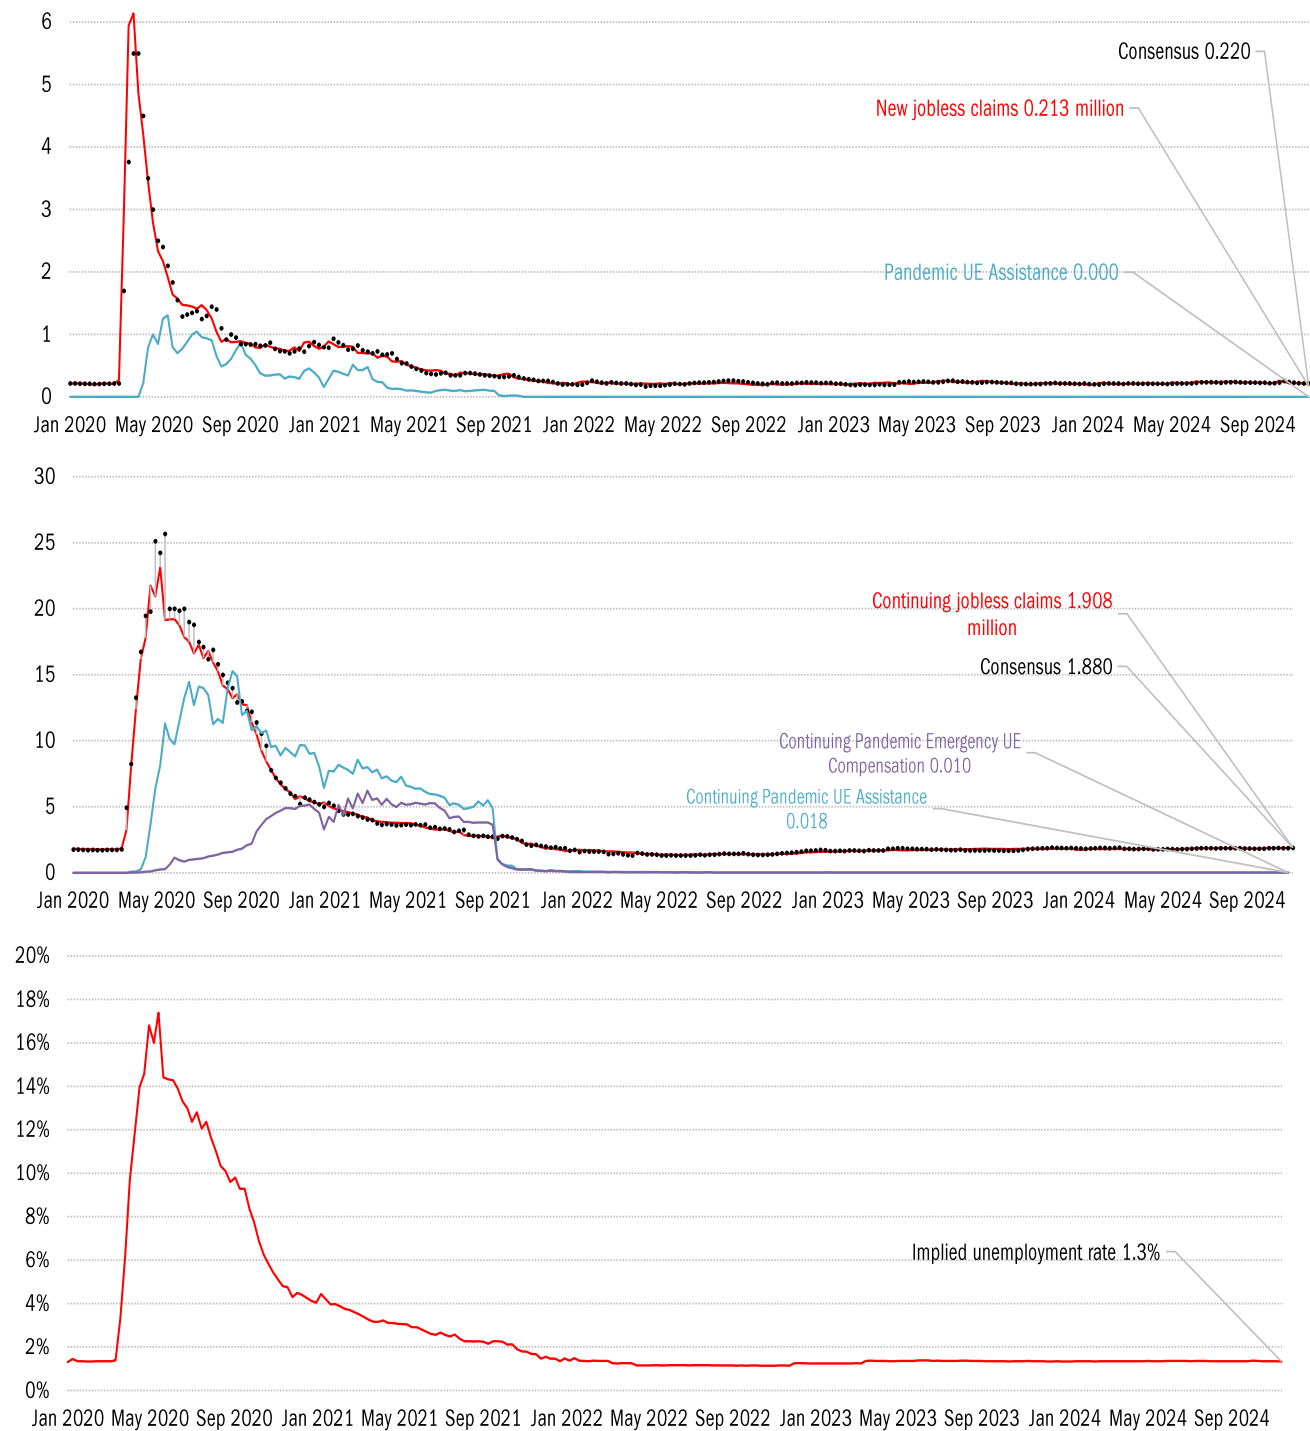 6
Consensus 0.220
5
New jobless claims 0.213 million
4
3
2
Pandemic UE Assistance 0.000
1
0
Jan 2020 May 2020 Sep 2020 Jan 2021 May 2021 Sep 2021 Jan 2022 May 2022 Sep 2022 Jan 2023 May 2023 Sep 2023 Jan 2024 May 2024 Sep 2024
30
25
20
Continuing jobless claims 1.908
million
Consensus 1.880
15
10
Continuing Pandemic Emergency UE
Compensation 0.010
Continuing Pandemic UE Assistance
0.018
5
0
Jan 2020 May 2020 Sep 2020 Jan 2021 May 2021 Sep 2021 Jan 2022 May 2022 Sep 2022 Jan 2023 May 2023 Sep 2023 Jan 2024 May 2024 Sep 2024
20%
18%
16%
14%
12%
10%
8%
Implied unemployment rate 1.3%
6%
4%
2%
0%
Jan 2020 May 2020 Sep 2020 Jan 2021 May 2021 Sep 2021 Jan 2022 May 2022 Sep 2022 Jan 2023 May 2023 Sep 2023 Jan 2024 May 2024 Sep 2024